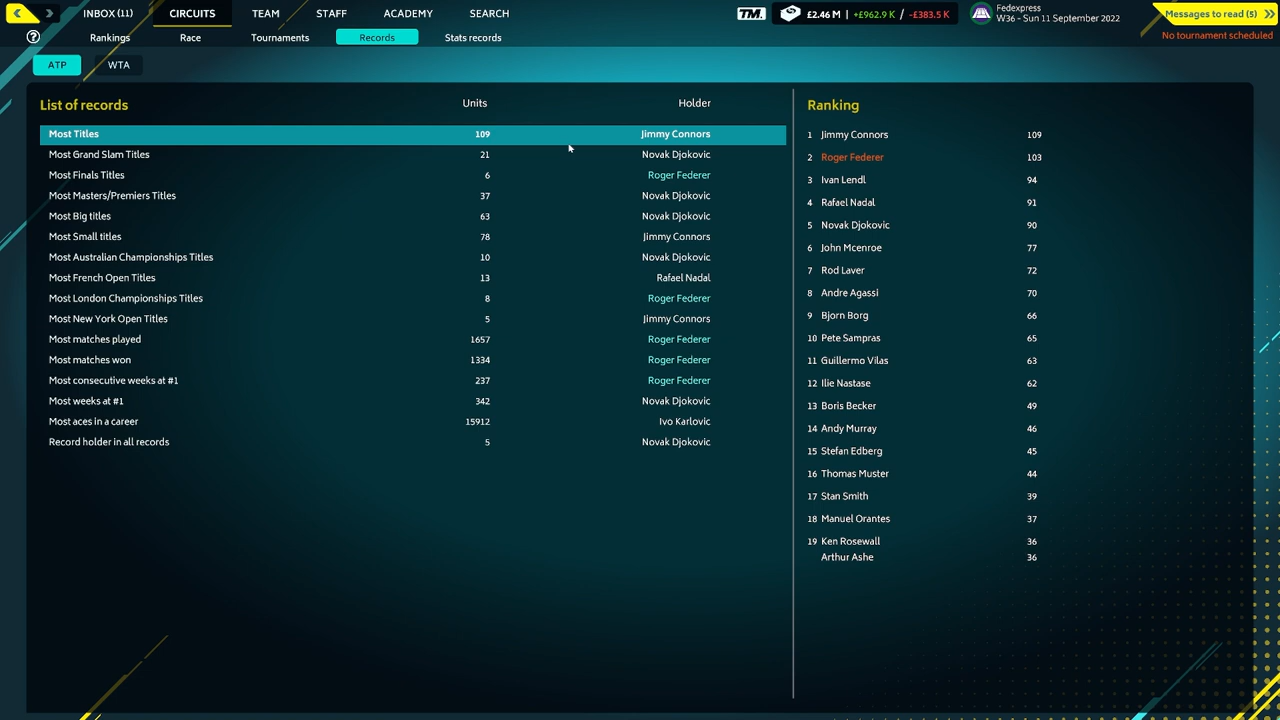 INBOX (11) CIRCUITS TEAM STAFF ACADEMY SEARCH
TM. £2.46 M | +£962.9 K / -£383.5 K
Fedexpress
W36 - Sun 11 September 2022
Messages to read (5)
No tournament scheduled
? Rankings Race Tournaments Records Stats records
ATP WTA
List of records Units Holder
Most Titles 109 Jimmy Connors
Most Grand Slam Titles 21 Novak Djokovic
Most Finals Titles 6 Roger Federer
Most Masters/Premiers Titles 37 Novak Djokovic
Most Big titles 63 Novak Djokovic
Most Small titles 78 Jimmy Connors
Most Australian Championships Titles 10 Novak Djokovic
Most French Open Titles 13 Rafael Nadal
Most London Championships Titles 8 Roger Federer
Most New York Open Titles 5 Jimmy Connors
Most matches played 1657 Roger Federer
Most matches won 1334 Roger Federer
Most consecutive weeks at #1 237 Roger Federer
Most weeks at #1 342 Novak Djokovic
Most aces in a career 15912 Ivo Karlovic
Record holder in all records 5 Novak Djokovic
Ranking
1 Jimmy Connors 109
2 Roger Federer 103
3 Ivan Lendl 94
4 Rafael Nadal 91
5 Novak Djokovic 90
6 John Mcenroe 77
7 Rod Laver 72
8 Andre Agassi 70
9 Bjorn Borg 66
10 Pete Sampras 65
11 Guillermo Vilas 63
12 Ilie Nastase 62
13 Boris Becker 49
14 Andy Murray 46
15 Stefan Edberg 45
16 Thomas Muster 44
17 Stan Smith 39
18 Manuel Orantes 37
19 Ken Rosewall 36
Arthur Ashe 36